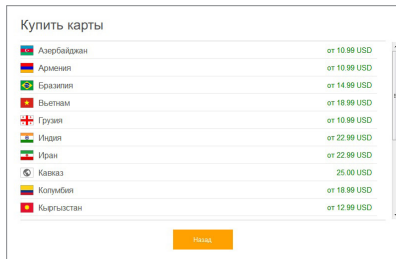 Купить карты
Азербайджан от 10.99 USD
Армения от 10.99 USD
Бразилия от 14.99 USD
Вьетнам от 18.99 USD
Грузия от 10.99 USD
Индия от 22.99 USD
Иран от 22.99 USD
Кавказ 25.00 USD
Колумбия от 18.99 USD
Кыргызстан от 12.99 USD
Назад